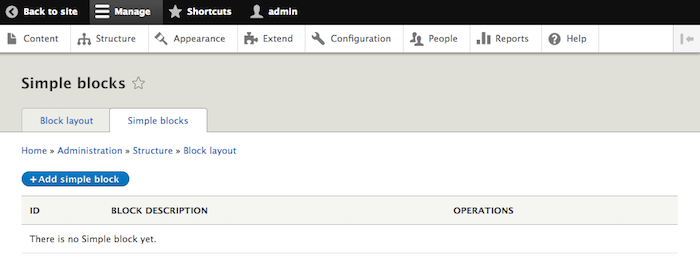 Back to site Manage Shortcuts admin
Content Structure Appearance Extend Configuration People Reports Help
Simple blocks
Block layout Simple blocks
Home » Administration » Structure » Block layout
+ Add simple block
ID BLOCK DESCRIPTION OPERATIONS
There is no Simple block yet.